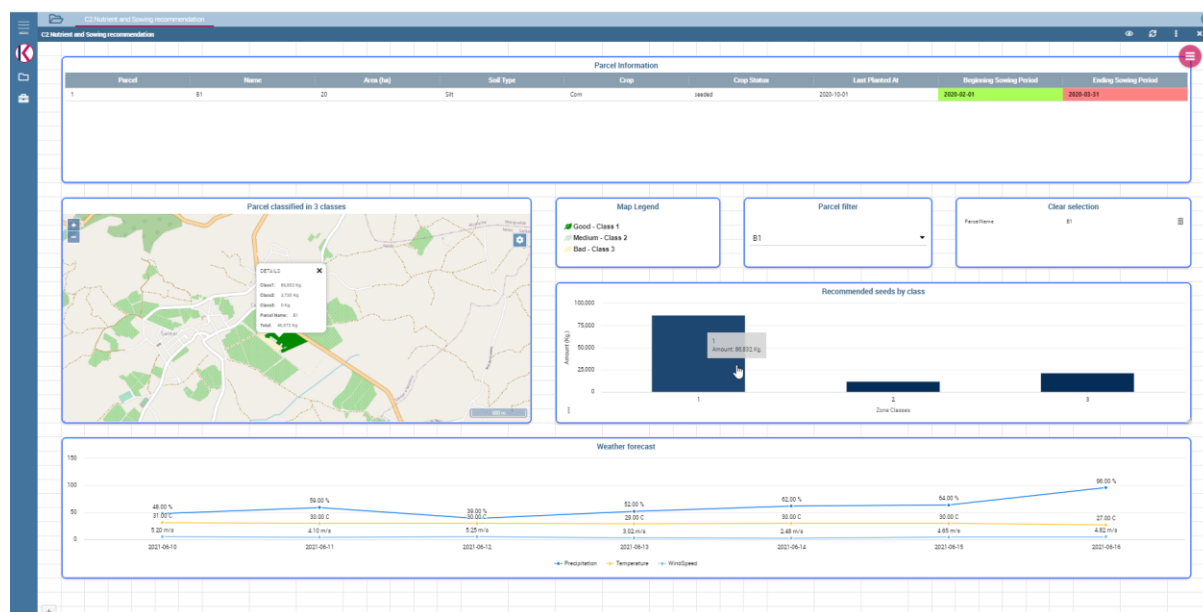 C2 Nutrient and Sowing recommendation
C2 Nutrient and Sowing recommendation
Parcel Information
Parcel Name Area (ha) Soil Type Crop Crop Status Last Planted At Beginning Sowing Period Ending Sowing Period
1 B1 20 Silt Corn seeded 2020-10-01 2020-02-01 2020-03-31
Parcel classified in 3 classes
+
−
DETAILS
Class1: Kg
Class2: Kg
Class3: 0 Kg
Parcel Name: B1
Total: Kg
Map Legend
Good - Class 1
Medium - Class 2
Bad - Class 3
Parcel filter
B1
Clear selection
ParcelName B1
Recommended seeds by class
Amount (Kg.)
100,000
75,000
50,000
25,000
0
1
Amount: Kg.
1 2 3
Zone Classes
Weather forecast
150
100
50
0
48.00 % 59.00 % 39.00 % 52.00 % 62.00 % 64.00 % 96.00 %
31.00 C 30.00 C 30.00 C 29.00 C 30.00 C 30.00 C 27.00 C
5.20 m/s 4.10 m/s 5.25 m/s 3.02 m/s 2.48 m/s 4.65 m/s 4.82 m/s
2021-06-10 2021-06-11 2021-06-12 2021-06-13 2021-06-14 2021-06-15 2021-06-16
Precipitation Temperature WindSpeed